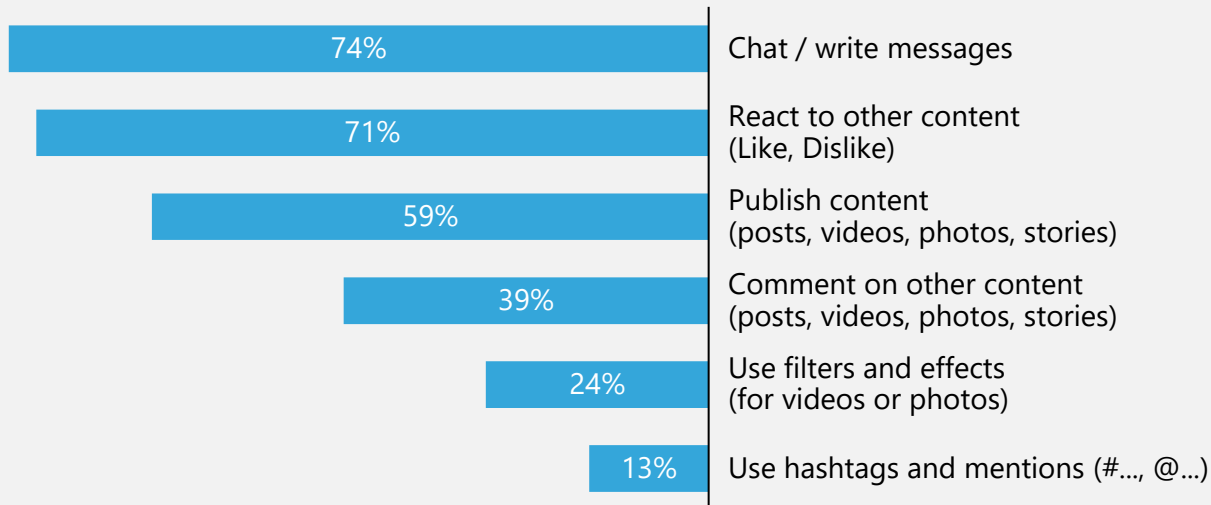 74%
Chat / write messages
71%
React to other content
(Like, Dislike)
59%
Publish content
(posts, videos, photos, stories)
39%
Comment on other content
(posts, videos, photos, stories)
24%
Use filters and effects
(for videos or photos)
13%
Use hashtags and mentions (#..., @...)